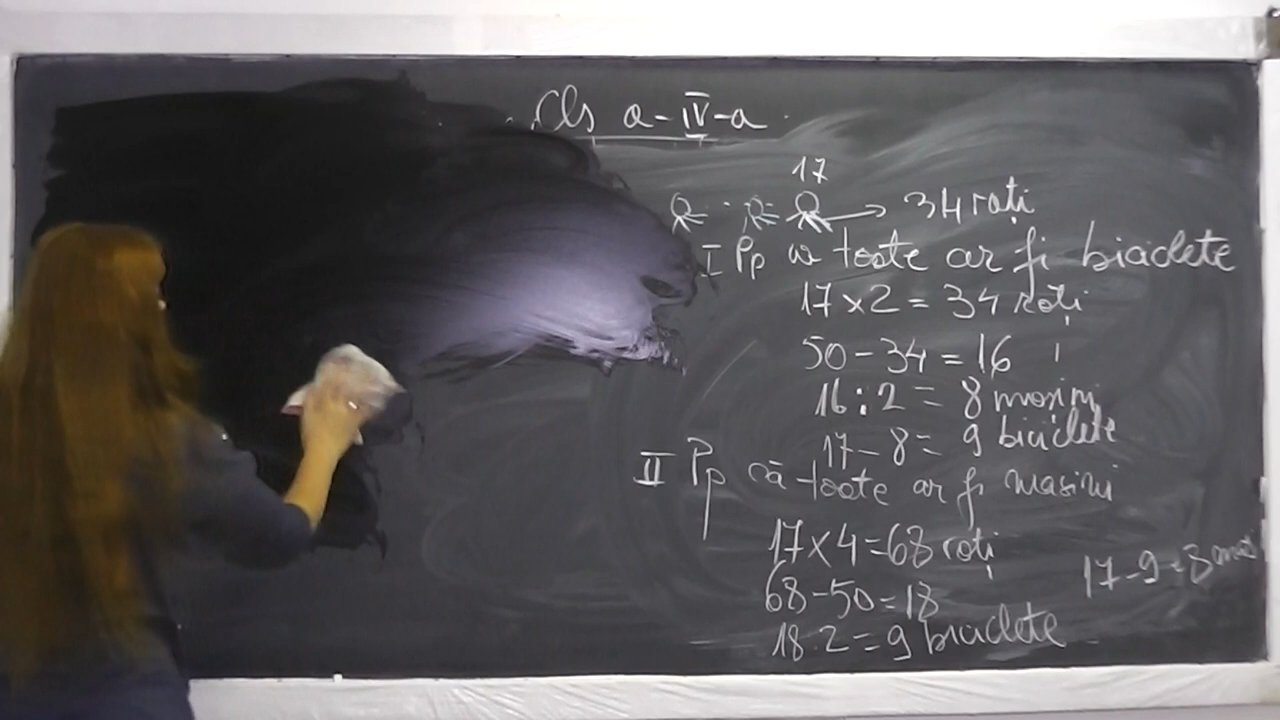 Cls a-IV-a
17
34 roți
I Pp că toate ar fi biciclete
17 x 2 = 34 roți
50 - 34 = 16
16 : 2 = 8 mașini
17 - 8 = 9 biciclete
II Pp că toate ar fi masini
17 x 4 = 68 roți
68 - 50 = 18
18 : 2 = 9 biciclete
17 - 9 = 8